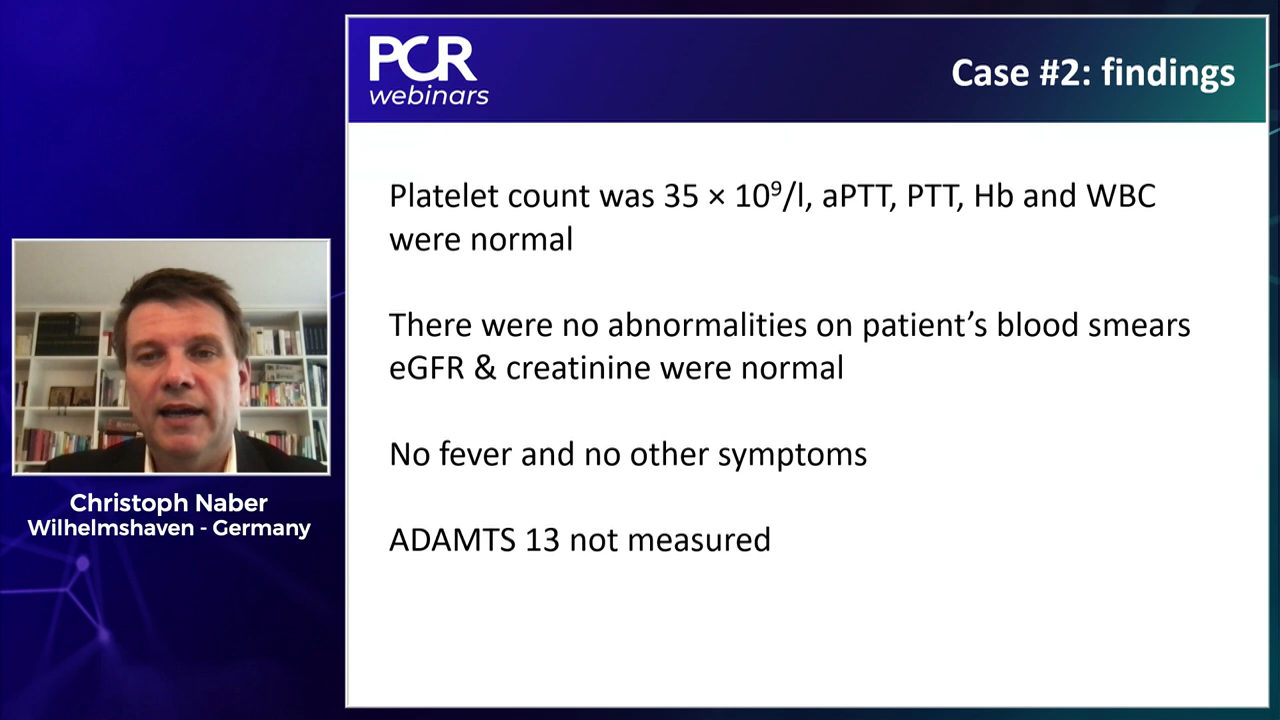 PCR
webinars
Case #2: findings
Platelet count was 35 × 10⁹/l, aPTT, PTT, Hb and WBC
were normal
There were no abnormalities on patient’s blood smears
eGFR & creatinine were normal
No fever and no other symptoms
ADAMTS 13 not measured
Christoph Naber
Wilhelmshaven - Germany